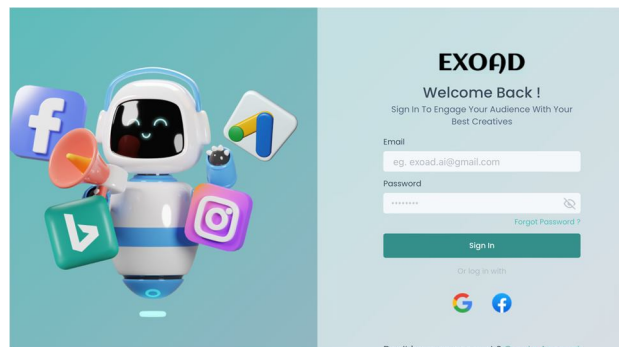 EXOAD
Welcome Back !
Sign In To Engage Your Audience With Your
Best Creatives
Email
eg. exoad.ai@gmail.com
Password
Forgot Password ?
Sign In
Or log in with